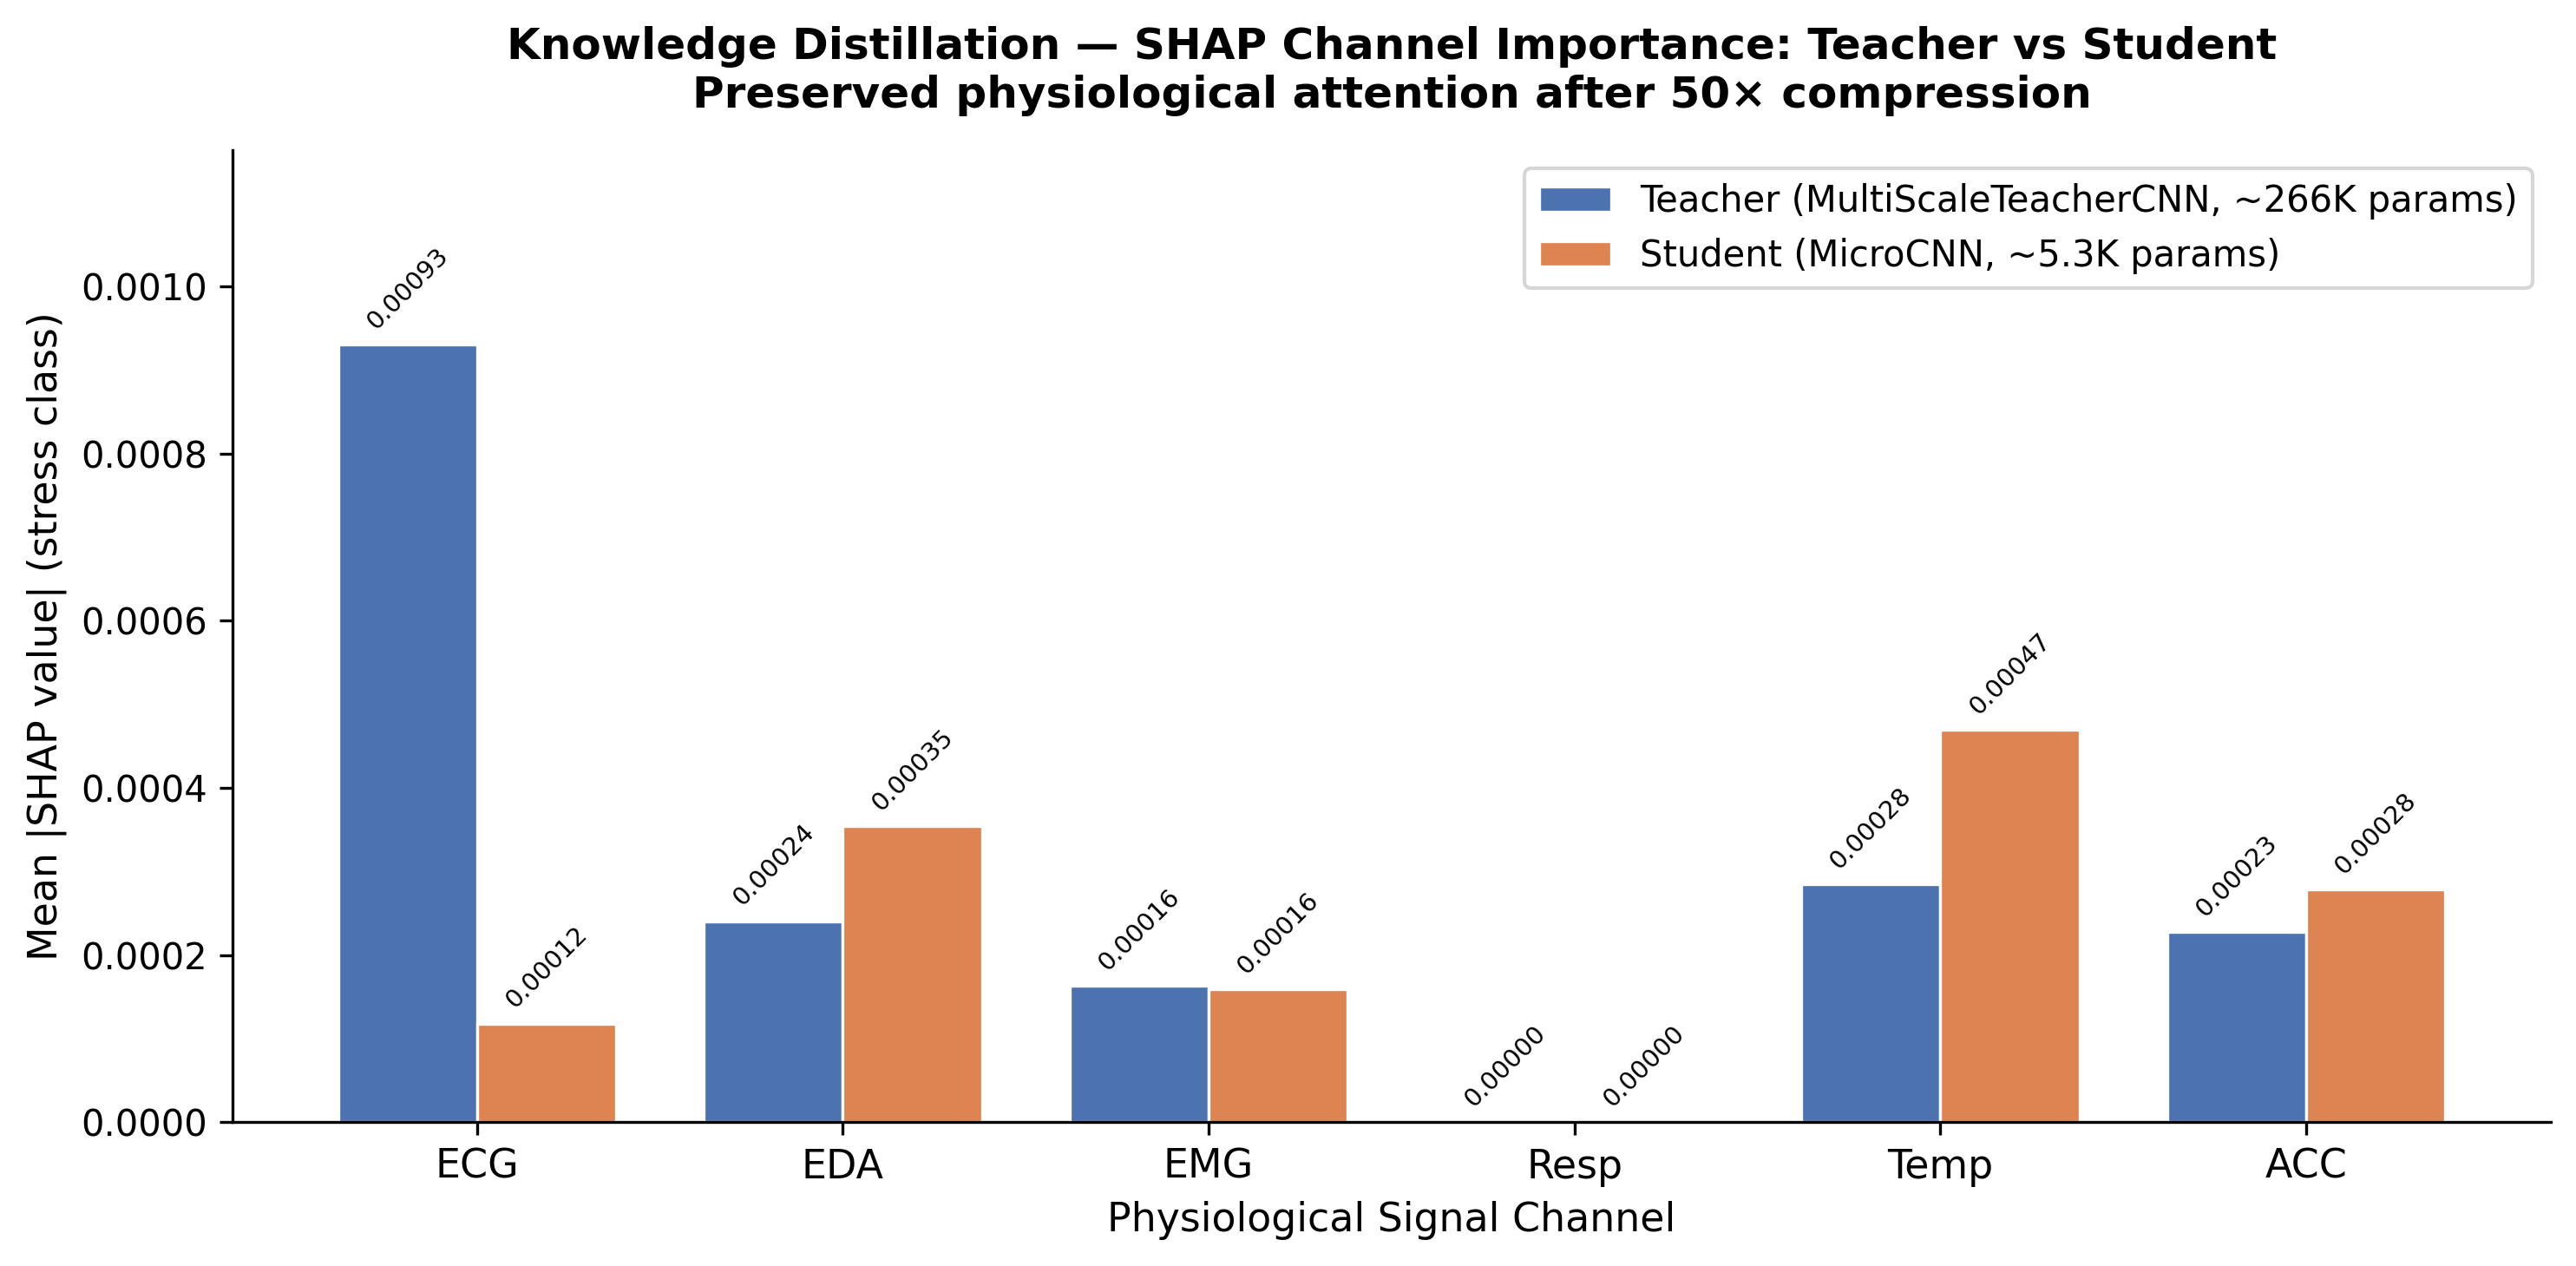 Knowledge Distillation — SHAP Channel Importance: Teacher vs Student
Preserved physiological attention after 50× compression
Teacher (MultiScaleTeacherCNN, ~266K params)
Student (MicroCNN, ~5.3K params)
Mean |SHAP value| (stress class)
0.0010
0.0008
0.0006
0.0004
0.0002
0.0000
0.00093
0.00012
0.00024
0.00035
0.00016
0.00016
0.00000
0.00000
0.00028
0.00047
0.00023
0.00028
ECG
EDA
EMG
Resp
Temp
ACC
Physiological Signal Channel